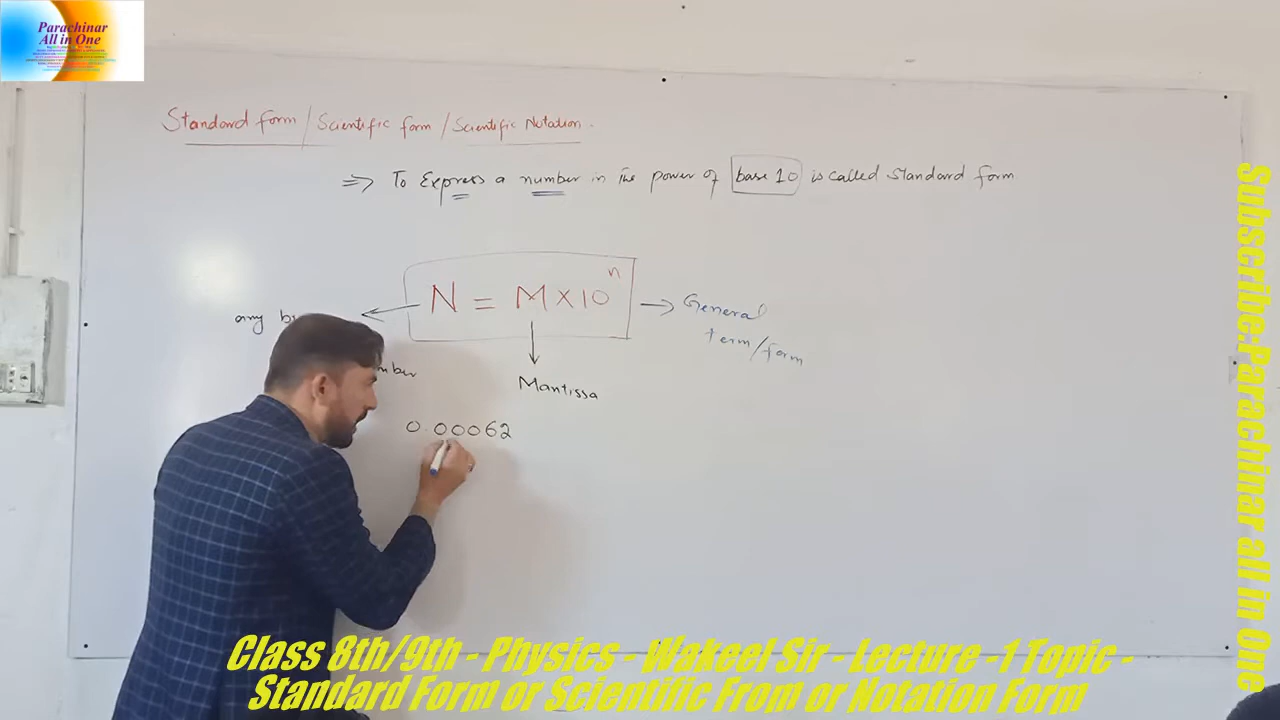 Parachinar
All in One
Standard form / Scientific form / Scientific Notation.
⇒ To Express a number in the power of base 10 is called Standard form
N = M × 10ⁿ
General
term/form
any
Mantissa
0.00062
Subscribe.Parachinar all in One
Class 8th/9th - Physics - Wakeel Sir - Lecture -1 Topic -
Standard Form or Scientific From or Notation Form